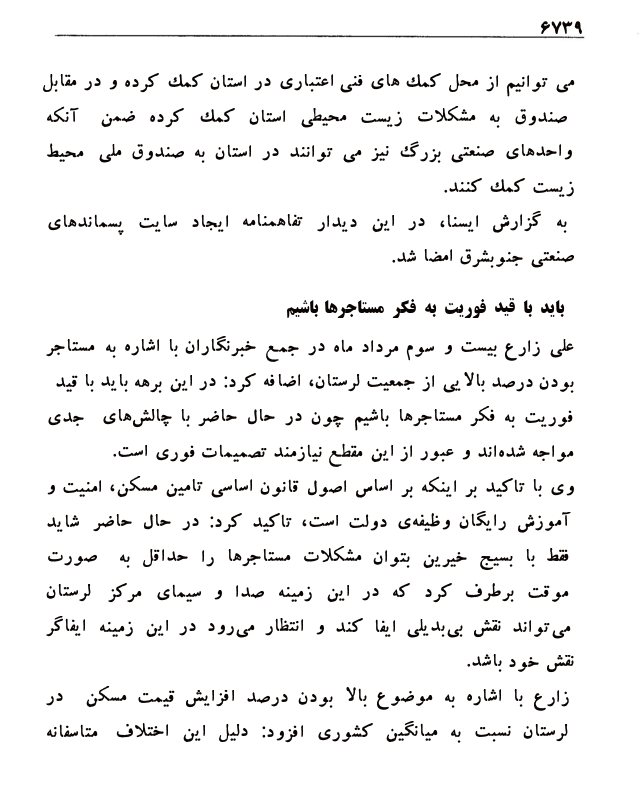 ۶۷۳۹
می توانیم از محل کمك های فنی اعتباری در استان کمك کرده و در مقابل
صندوق به مشکلات زیست محیطی استان کمك کرده ضمن آنکه
واحدهای صنعتی بزرگ نیز می توانند در استان به صندوق ملی محیط
زیست کمك کنند.
به گزارش ایسنا، در این دیدار تفاهمنامه ایجاد سایت پسماندهای
صنعتی جنوبشرق امضا شد.
باید با قید فوریت به فکر مستاجرها باشیم
علی زارع بیست و سوم مرداد ماه در جمع خبرنگاران با اشاره به مستاجر
بودن درصد بالایی از جمعیت لرستان، اضافه کرد: در این برهه باید با قید
فوریت به فکر مستاجرها باشیم چون در حال حاضر با چالش‌های جدی
مواجه شده‌اند و عبور از این مقطع نیازمند تصمیمات فوری است.
وی با تاکید بر اینکه بر اساس اصول قانون اساسی تامین مسکن، امنیت و
آموزش رایگان وظیفه‌ی دولت است، تاکید کرد: در حال حاضر شاید
فقط با بسیج خیرین بتوان مشکلات مستاجرها را حداقل به صورت
موقت برطرف کرد که در این زمینه صدا و سیمای مرکز لرستان
می‌تواند نقش بی‌بدیلی ایفا کند و انتظار می‌رود در این زمینه ایفاگر
نقش خود باشد.
زارع با اشاره به موضوع بالا بودن درصد افزایش قیمت مسکن در
لرستان نسبت به میانگین کشوری افزود: دلیل این اختلاف متاسفانه